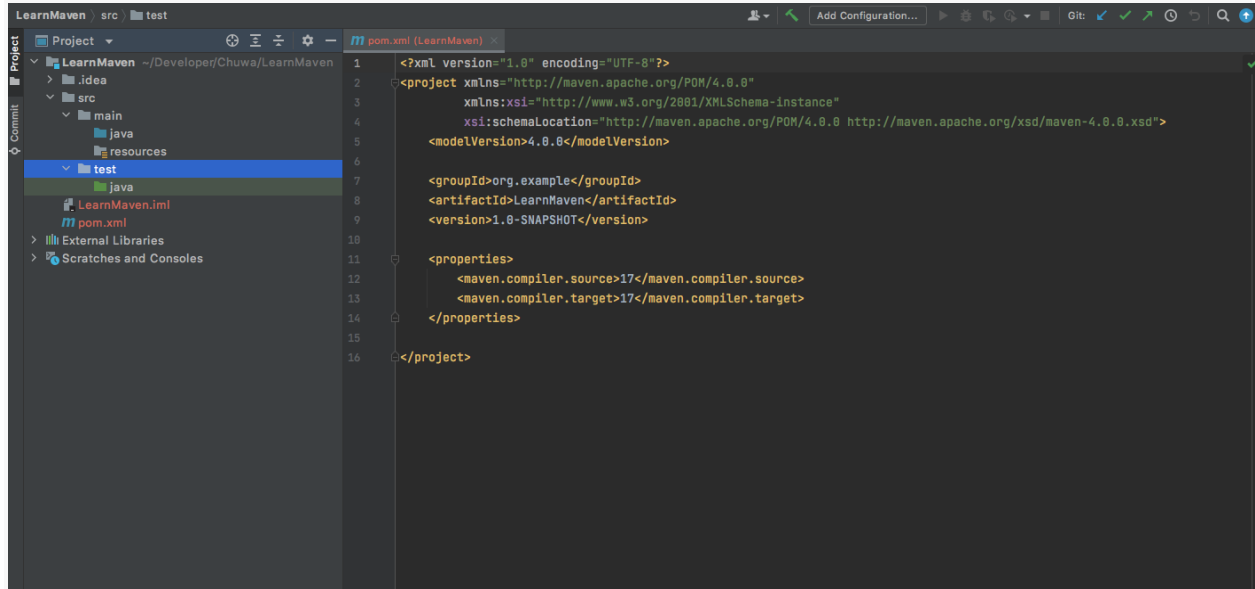 LearnMaven 〉 src 〉 test
Add Configuration...
Git:
Project
Commit
Project
LearnMaven ~/Developer/Chuwa/LearnMaven
.idea
src
main
java
resources
test
java
LearnMaven.iml
pom.xml
External Libraries
Scratches and Consoles
pom.xml (LearnMaven)
1 <?xml version="1.0" encoding="UTF-8"?>
2 <project xmlns="http://maven.apache.org/POM/4.0.0"
3 xmlns:xsi="http://www.w3.org/2001/XMLSchema-instance"
4 xsi:schemaLocation="http://maven.apache.org/POM/4.0.0 http://maven.apache.org/xsd/maven-4.0.0.xsd">
5 <modelVersion>4.0.0</modelVersion>
6
7 <groupId>org.example</groupId>
8 <artifactId>LearnMaven</artifactId>
9 <version>1.0-SNAPSHOT</version>
10
11 <properties>
12 <maven.compiler.source>17</maven.compiler.source>
13 <maven.compiler.target>17</maven.compiler.target>
14 </properties>
15
16 </project>